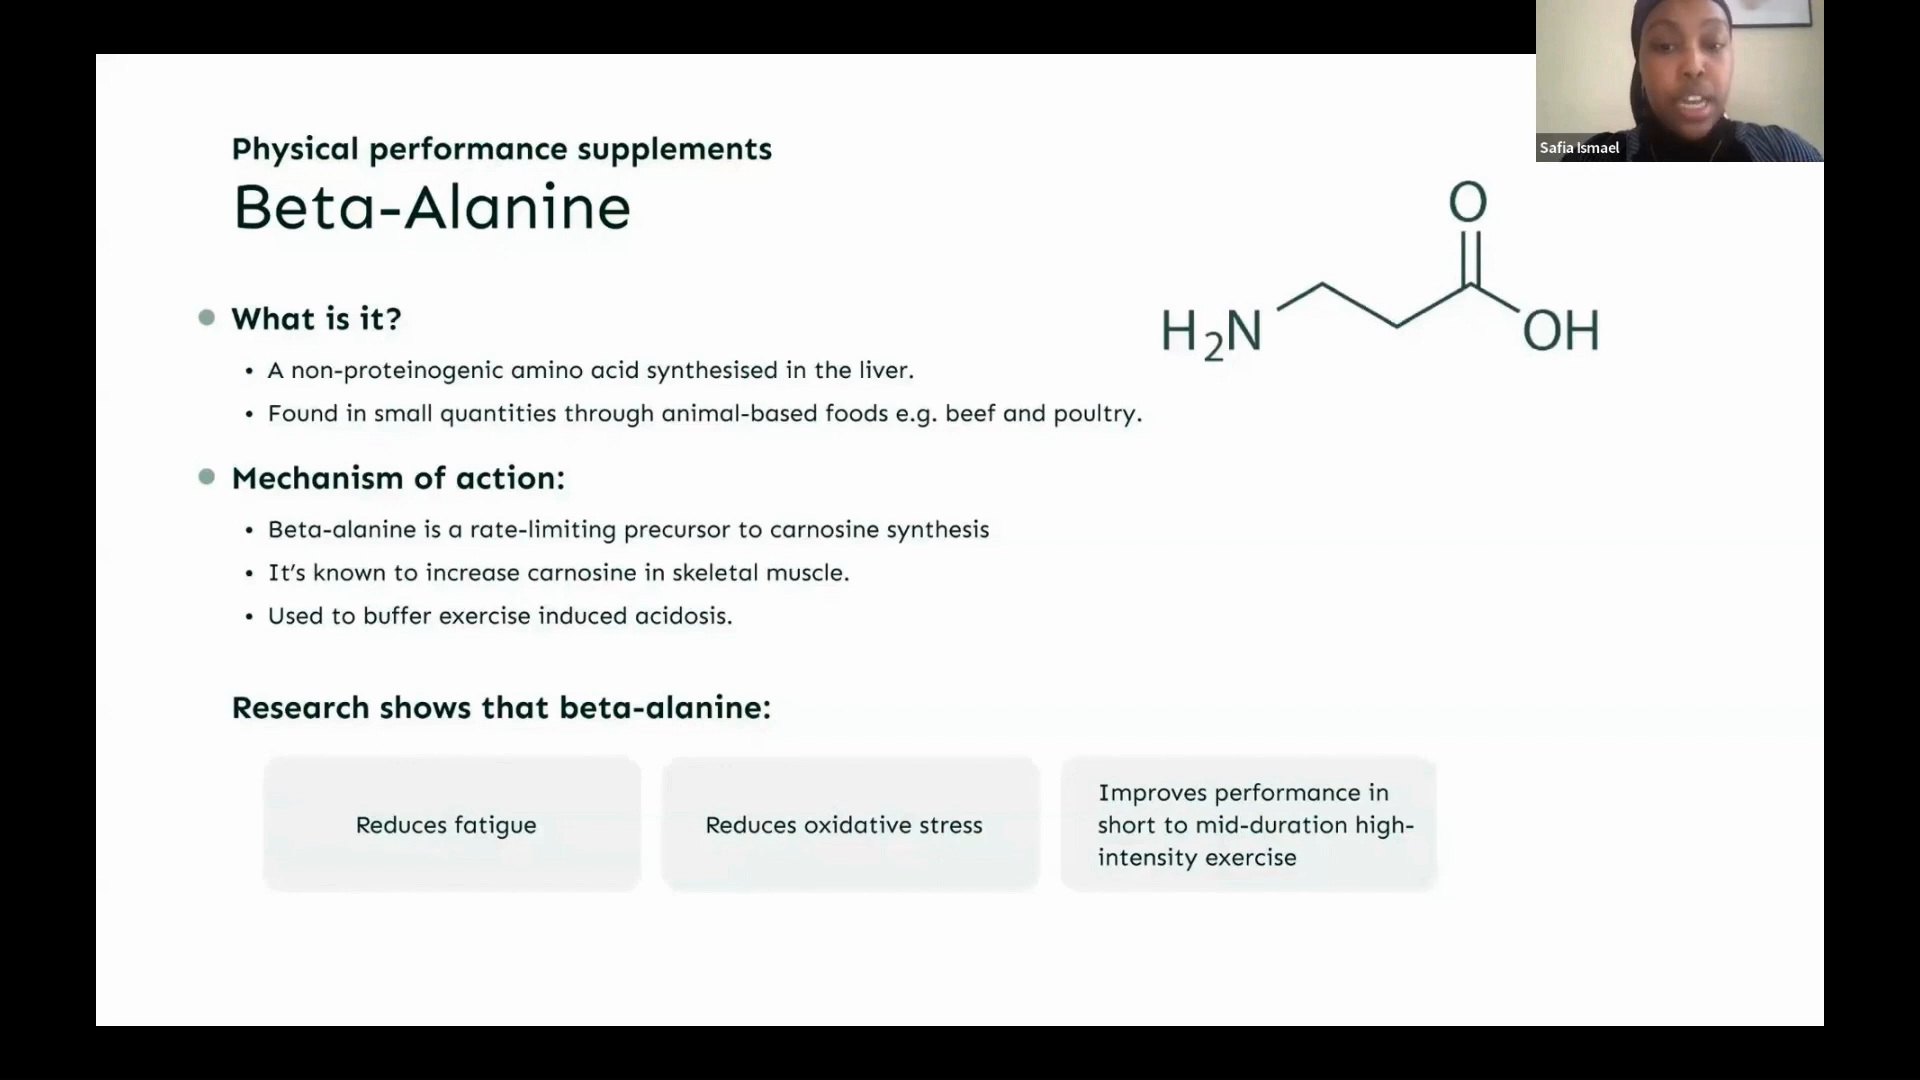 Safia Ismael
Physical performance supplements
Beta-Alanine
O
H2N
OH
What is it?
• A non-proteinogenic amino acid synthesised in the liver.
• Found in small quantities through animal-based foods e.g. beef and poultry.
Mechanism of action:
• Beta-alanine is a rate-limiting precursor to carnosine synthesis
• It’s known to increase carnosine in skeletal muscle.
• Used to buffer exercise induced acidosis.
Research shows that beta-alanine:
Reduces fatigue
Reduces oxidative stress
Improves performance in
short to mid-duration high-
intensity exercise